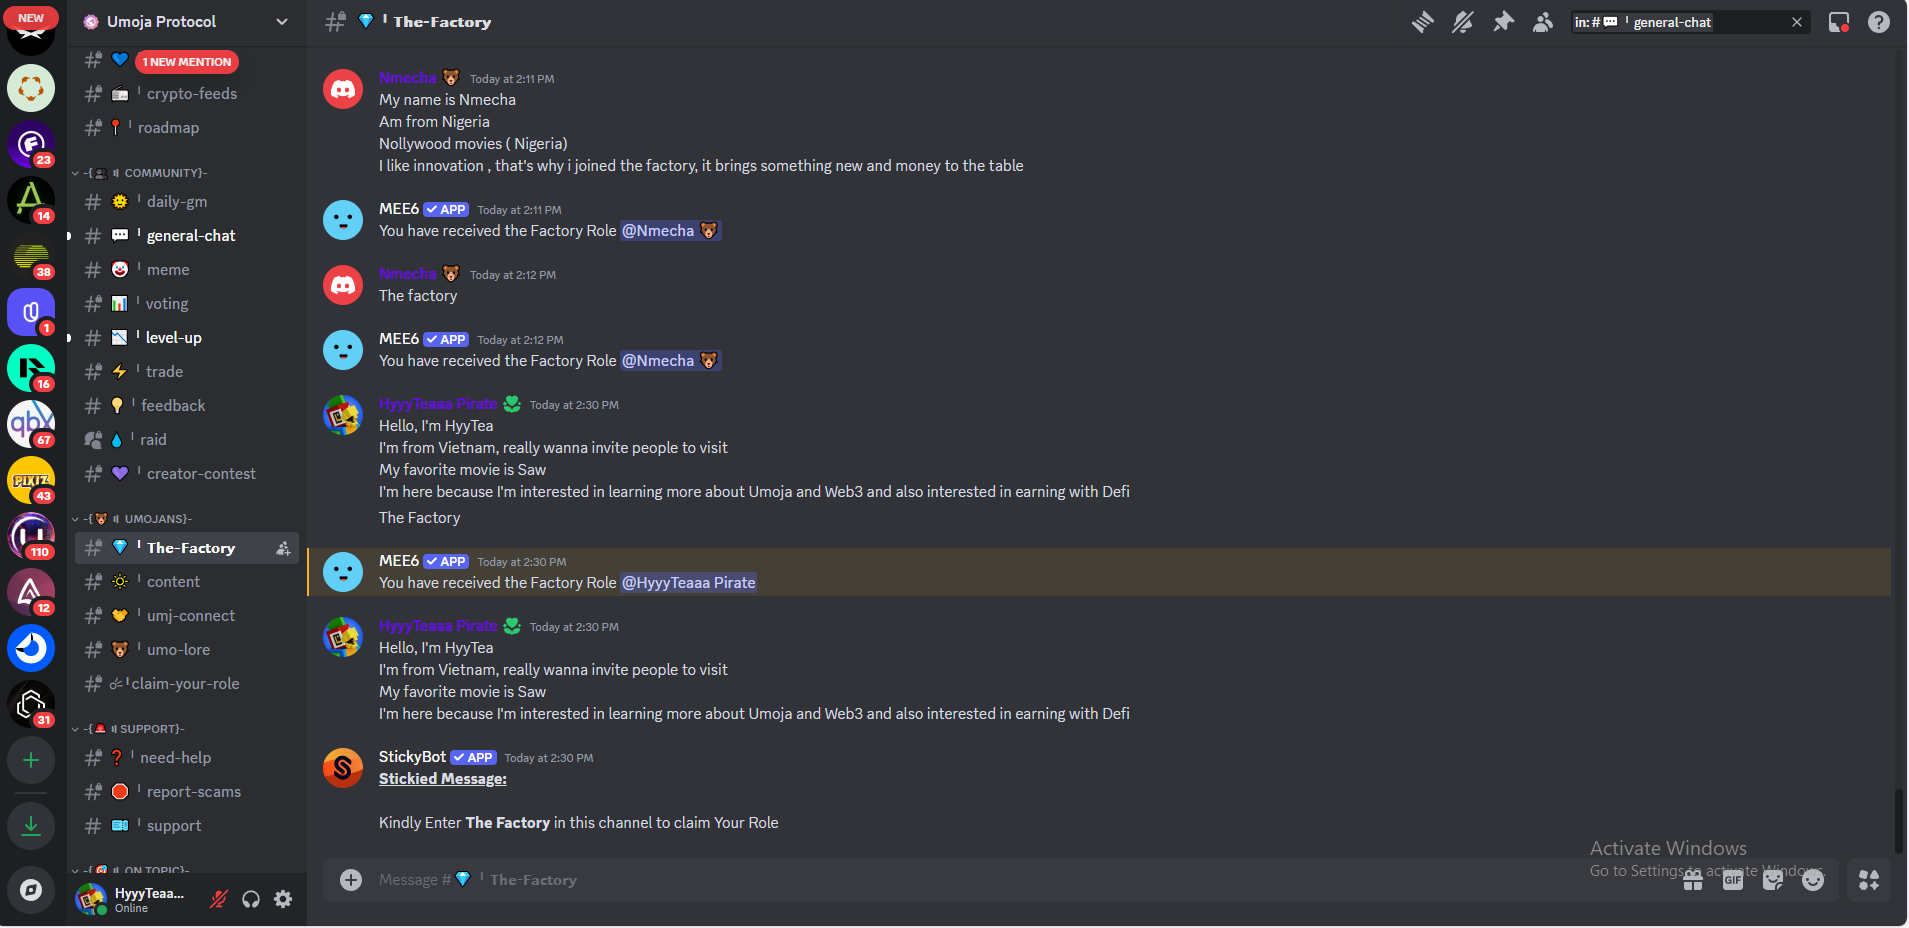 NEW
23
14
38
1
16
qbx
67
PIXIZ
43
110
12
31
Umoja Protocol
1 NEW MENTION
crypto-feeds
roadmap
-{ COMMUNITY}-
daily-gm
general-chat
meme
voting
level-up
trade
feedback
raid
creator-contest
-{ UMOJANS}-
The-Factory
content
umj-connect
umo-lore
claim-your-role
-{ SUPPORT}-
need-help
report-scams
support
-{ ON TOPIC}-
HyyyTeaa...
Online
The-Factory
in:# general-chat
Nmecha Today at 2:11 PM
My name is Nmecha
Am from Nigeria
Nollywood movies ( Nigeria)
I like innovation , that's why i joined the factory, it brings something new and money to the table
MEE6 APP Today at 2:11 PM
You have received the Factory Role @Nmecha
Nmecha Today at 2:12 PM
The factory
MEE6 APP Today at 2:12 PM
You have received the Factory Role @Nmecha
HyyyTeaaa Pirate Today at 2:30 PM
Hello, I'm HyyTea
I'm from Vietnam, really wanna invite people to visit
My favorite movie is Saw
I'm here because I'm interested in learning more about Umoja and Web3 and also interested in earning with Defi
The Factory
MEE6 APP Today at 2:30 PM
You have received the Factory Role @HyyyTeaaa Pirate
HyyyTeaaa Pirate Today at 2:30 PM
Hello, I'm HyyTea
I'm from Vietnam, really wanna invite people to visit
My favorite movie is Saw
I'm here because I'm interested in learning more about Umoja and Web3 and also interested in earning with Defi
StickyBot APP Today at 2:30 PM
Stickied Message:
Kindly Enter The Factory in this channel to claim Your Role
Message # The-Factory
GIF
Activate Windows
Go to Settings to activate Windows.